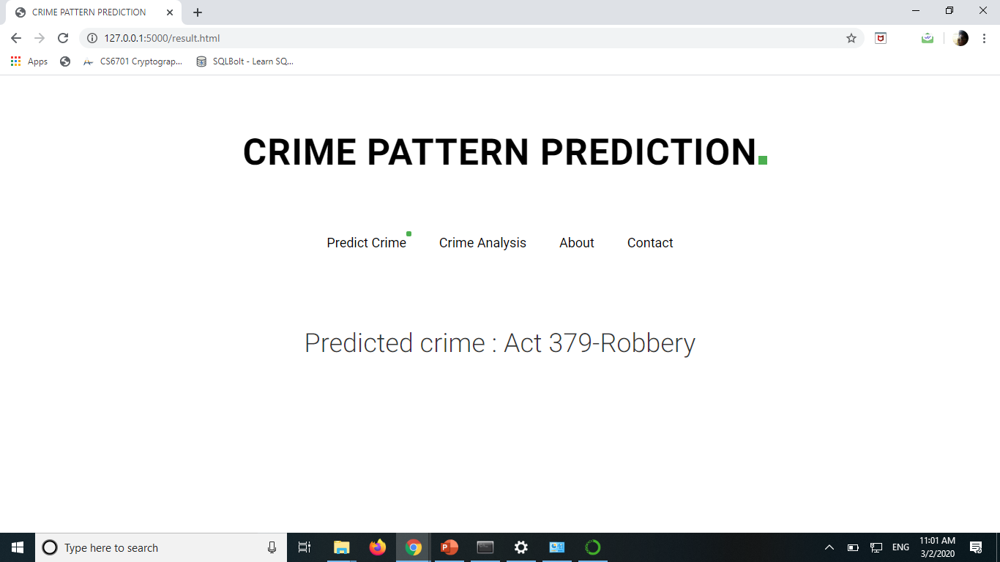 CRIME PATTERN PREDICTION
127.0.0.1:5000/result.html
Apps CS6701 Cryptograp... SQLBolt - Learn SQ...
CRIME PATTERN PREDICTION.
Predict Crime Crime Analysis About Contact
Predicted crime : Act 379-Robbery
Type here to search
ENG
11:01 AM
3/2/2020